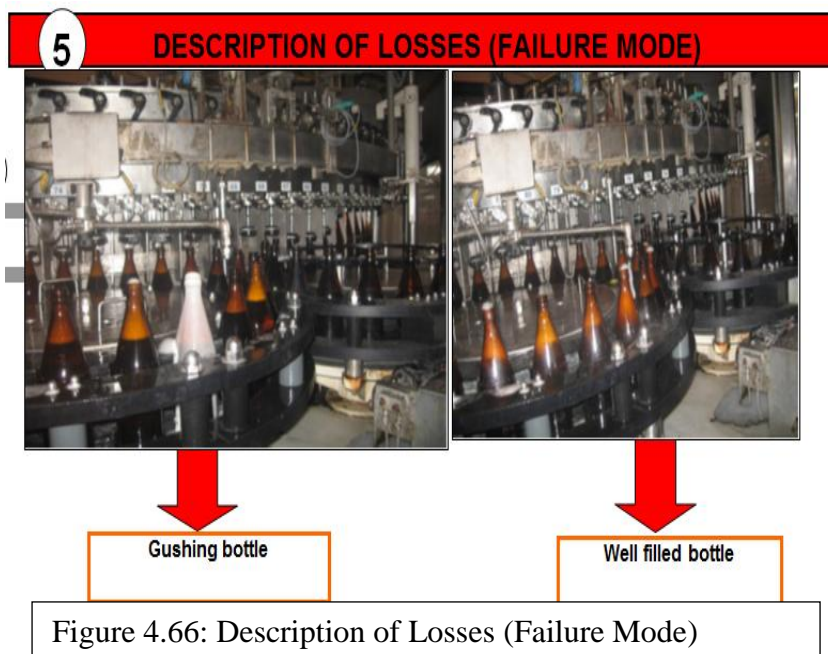 5
DESCRIPTION OF LOSSES (FAILURE MODE)
Gushing bottle
Well filled bottle
Figure 4.66: Description of Losses (Failure Mode)